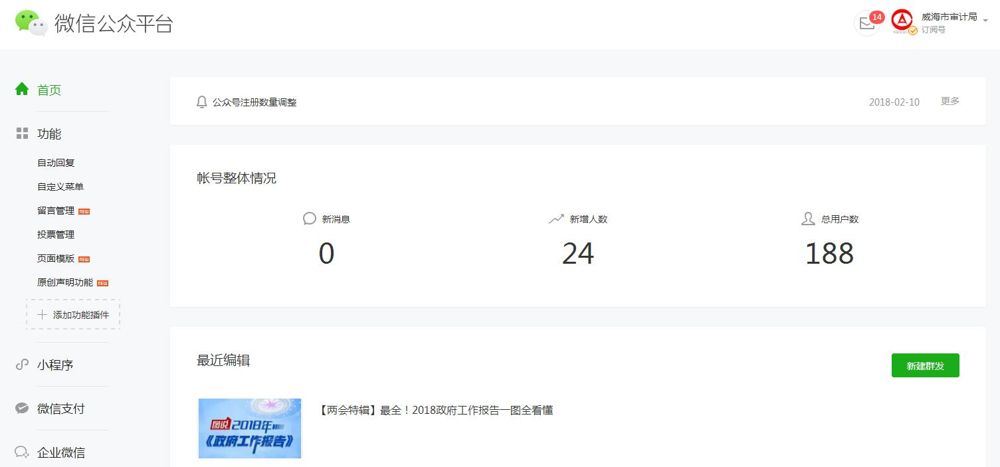 微信公众平台
14
威海市审计局
订阅号
首页
公众号注册数量调整
2018-02-10
更多
功能
自动回复
自定义菜单
留言管理 NEW
投票管理
页面模版 NEW
原创声明功能 NEW
添加功能插件
小程序
微信支付
企业微信
帐号整体情况
新消息
0
新增人数
24
总用户数
188
最近编辑
新建群发
图说2018年
《政府工作报告》
【两会特辑】最全！2018政府工作报告一图全看懂